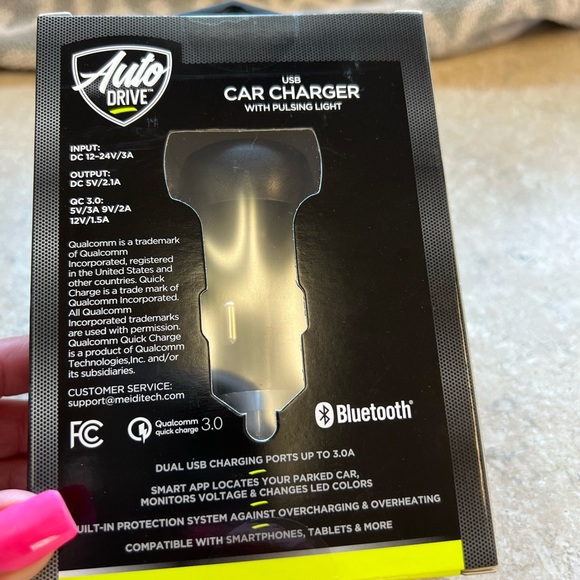 Auto
DRIVE™
USB
CAR CHARGER
WITH PULSING LIGHT
INPUT:
DC 12-24V/3A
OUTPUT:
DC 5V/2.1A
QC 3.0:
5V/3A 9V/2A
12V/1.5A
Qualcomm is a trademark
of Qualcomm
Incorporated, registered
in the United States and
other countries. Quick
Charge is a trade mark of
Qualcomm Incorporated.
All Qualcomm
Incorporated trademarks
are used with permission.
Qualcomm Quick Charge
is a product of Qualcomm
Technologies,Inc. and/or
its subsidiaries.
CUSTOMER SERVICE:
support@meiditech.com
FC
Qualcomm
quick charge 3.0
Bluetooth®
DUAL USB CHARGING PORTS UP TO 3.0A
SMART APP LOCATES YOUR PARKED CAR,
MONITORS VOLTAGE & CHANGES LED COLORS
UILT-IN PROTECTION SYSTEM AGAINST OVERCHARGING & OVERHEATING
COMPATIBLE WITH SMARTPHONES, TABLETS & MORE